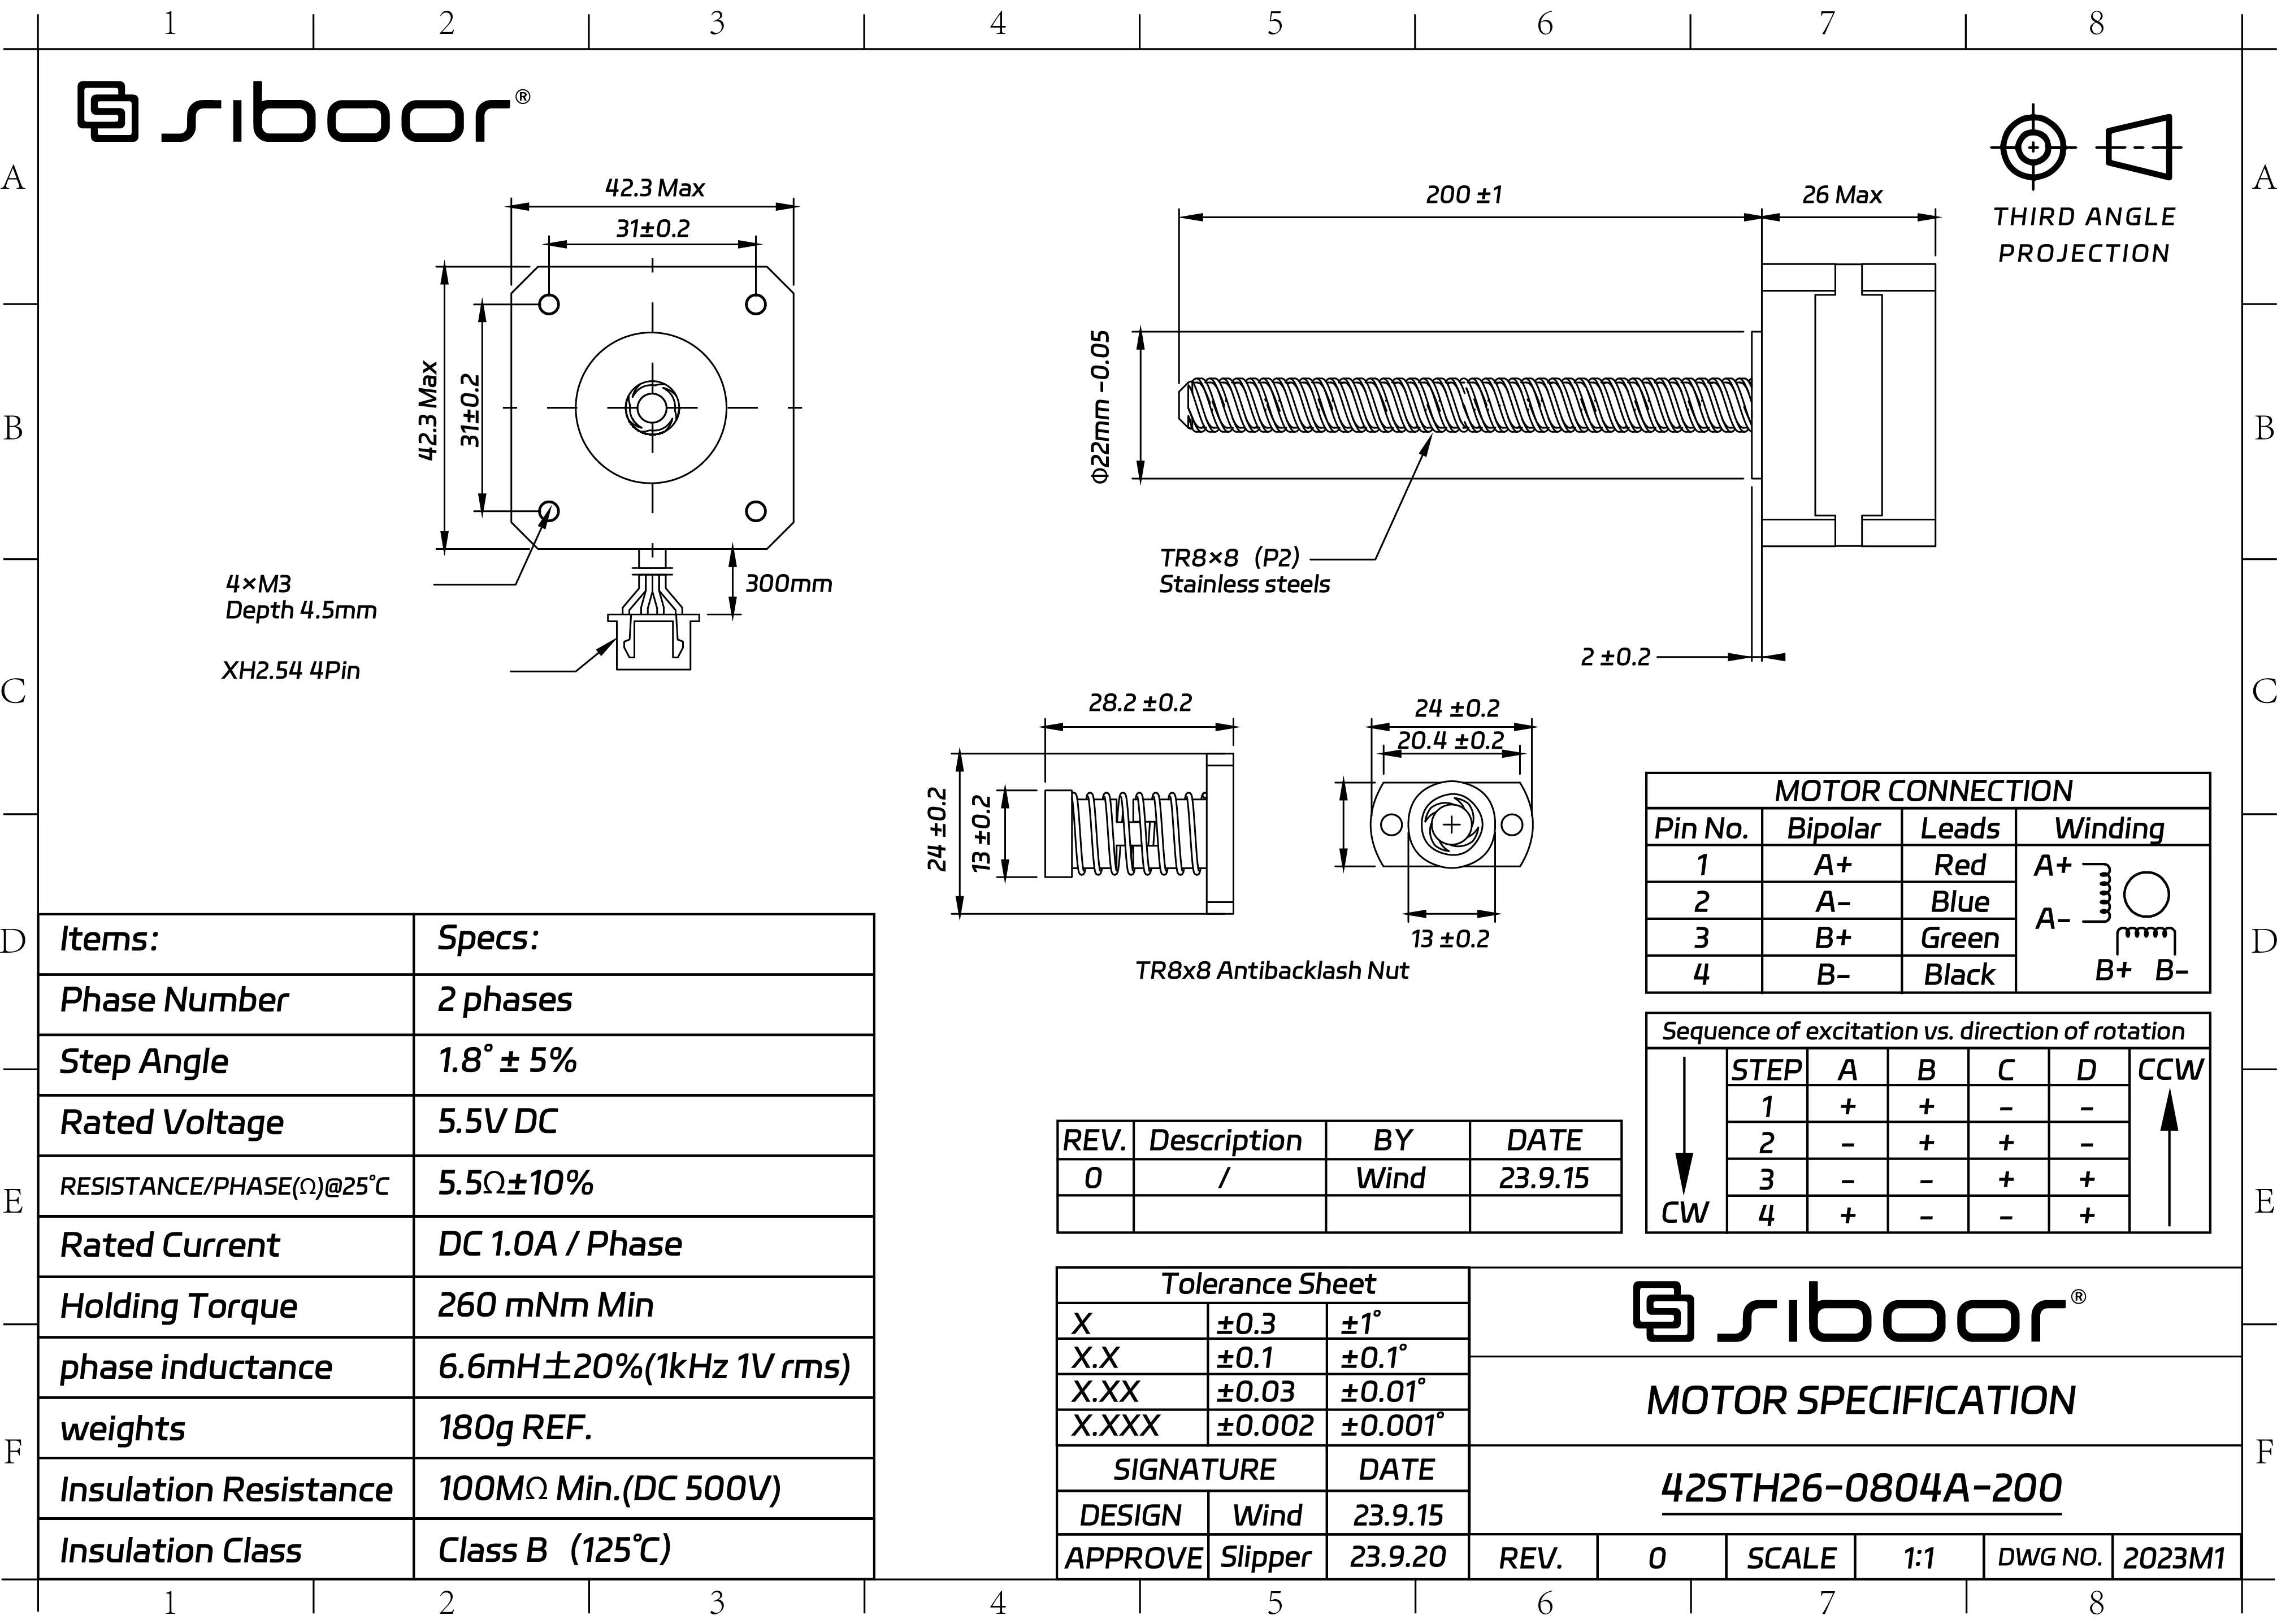 1 2 3 4 5 6 7 8
A A
B B
C C
D D
E E
F F
siboor®
THIRD ANGLE
PROJECTION
42.3 Max
31±0.2
42.3 Max
31±0.2
4×M3
Depth 4.5mm
XH2.54 4Pin
300mm
200 ±1
26 Max
Φ22mm -0.05
TR8×8 (P2)
Stainless steels
2 ±0.2
28.2 ±0.2
24 ±0.2
13 ±0.2
24 ±0.2
20.4 ±0.2
13 ±0.2
TR8x8 Antibacklash Nut
MOTOR CONNECTION
Pin No. Bipolar Leads Winding
1 A+ Red
2 A- Blue
3 B+ Green
4 B- Black
A+
A-
B+ B-
Sequence of excitation vs. direction of rotation
STEP A B C D CCW
1 + + - -
2 - + + -
3 - - + +
CW 4 + - - +
Items: Specs:
Phase Number 2 phases
Step Angle 1.8° ± 5%
Rated Voltage 5.5V DC
RESISTANCE/PHASE(Ω)@25°C 5.5Ω±10%
Rated Current DC 1.0A / Phase
Holding Torque 260 mNm Min
phase inductance 6.6mH±20%(1kHz 1V rms)
weights 180g REF.
Insulation Resistance 100MΩ Min.(DC 500V)
Insulation Class Class B (125°C)
REV. Description BY DATE
0 / Wind 23.9.15
Tolerance Sheet
X ±0.3 ±1°
X.X ±0.1 ±0.1°
X.XX ±0.03 ±0.01°
X.XXX ±0.002 ±0.001°
SIGNATURE DATE
DESIGN Wind 23.9.15
APPROVE Slipper 23.9.20
siboor®
MOTOR SPECIFICATION
42STH26-0804A-200
REV. 0 SCALE 1:1 DWG NO. 2023M1
1 2 3 4 5 6 7 8